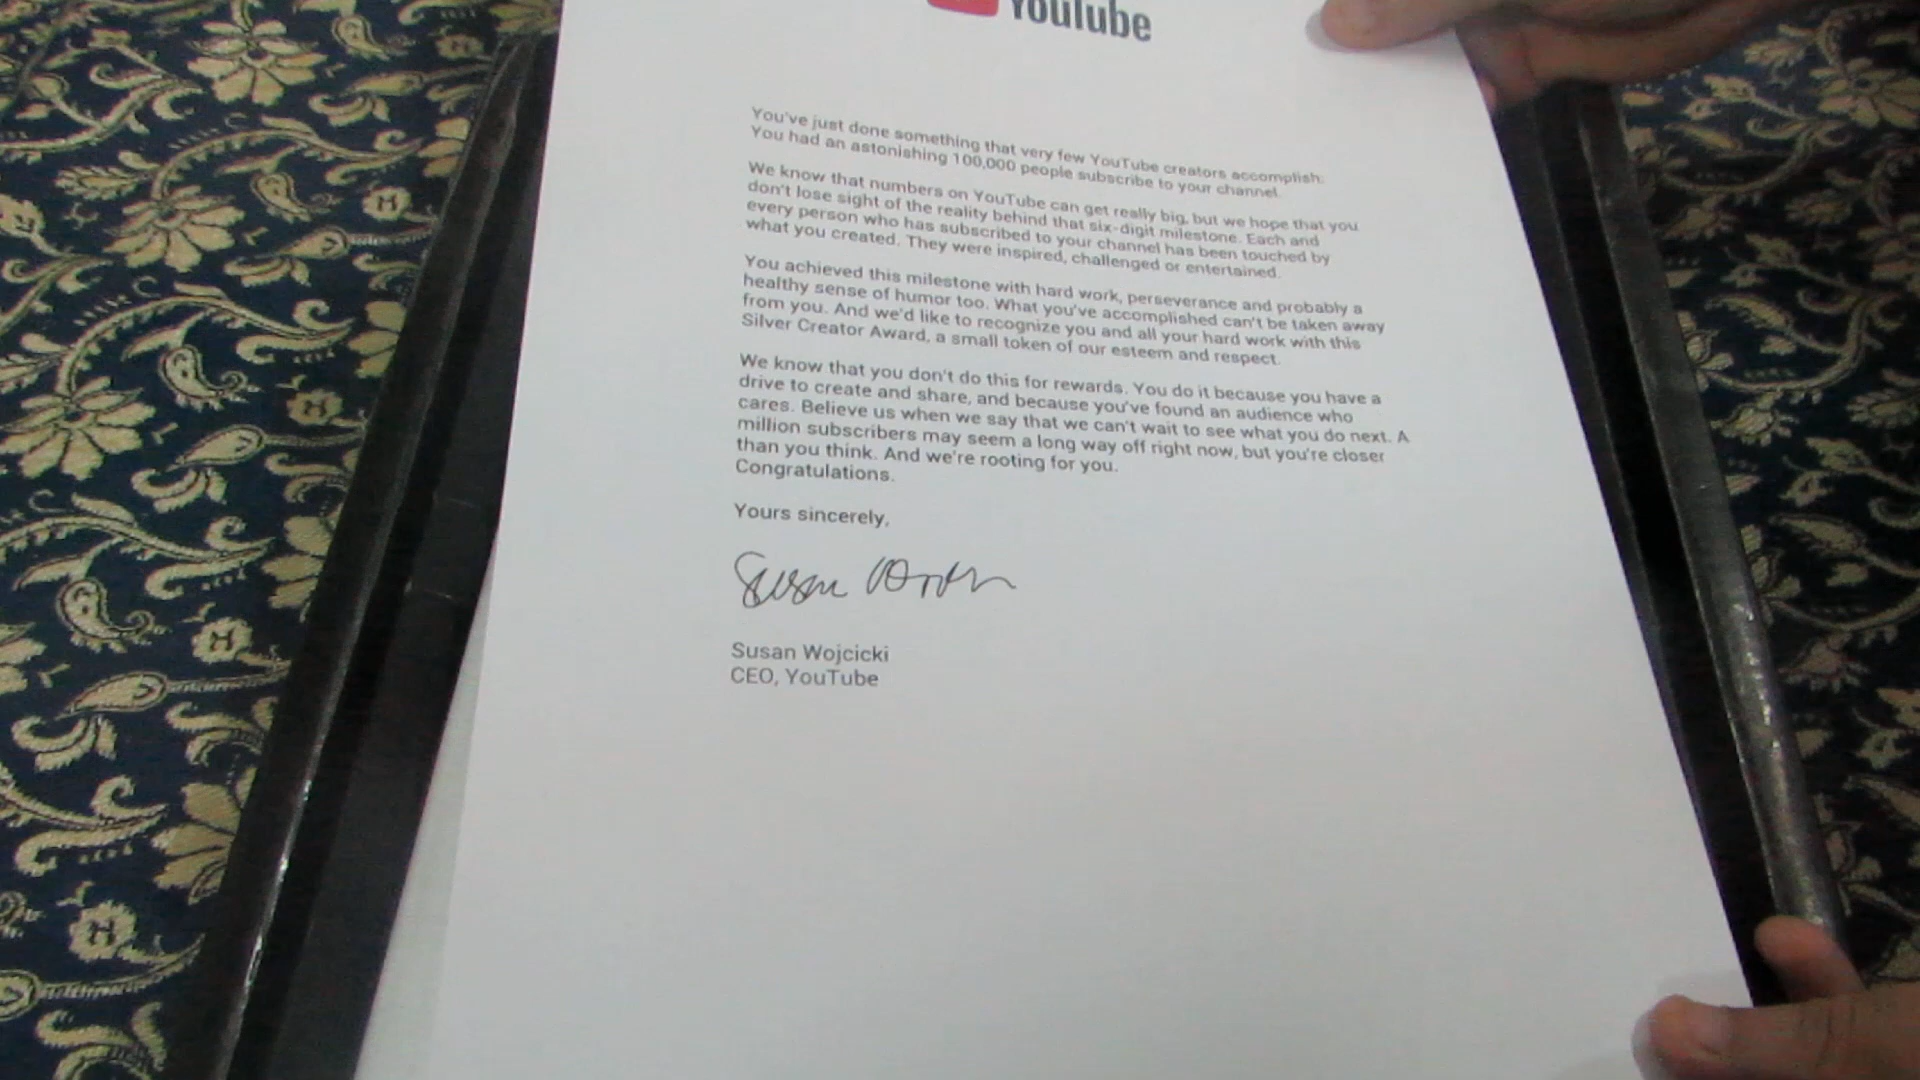 YouTube
You've just done something that very few YouTube creators accomplish:
You had an astonishing 100,000 people subscribe to your channel.
We know that numbers on YouTube can get really big, but we hope that you
don't lose sight of the reality behind that six-digit milestone. Each and
every person who has subscribed to your channel has been touched by
what you created. They were inspired, challenged or entertained.
You achieved this milestone with hard work, perseverance and probably a
healthy sense of humor too. What you've accomplished can't be taken away
from you. And we'd like to recognize you and all your hard work with this
Silver Creator Award, a small token of our esteem and respect.
We know that you don't do this for rewards. You do it because you have a
drive to create and share, and because you've found an audience who
cares. Believe us when we say that we can't wait to see what you do next. A
million subscribers may seem a long way off right now, but you're closer
than you think. And we're rooting for you.
Congratulations.
Yours sincerely,
Susan Wojcicki
CEO, YouTube